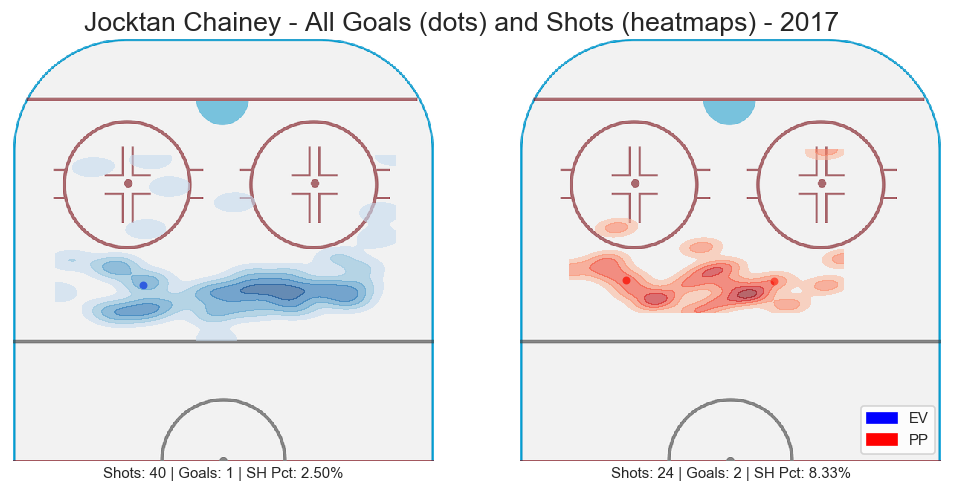 Jocktan Chainey - All Goals (dots) and Shots (heatmaps) - 2017
EV
PP
Shots: 40 | Goals: 1 | SH Pct: 2.50%
Shots: 24 | Goals: 2 | SH Pct: 8.33%